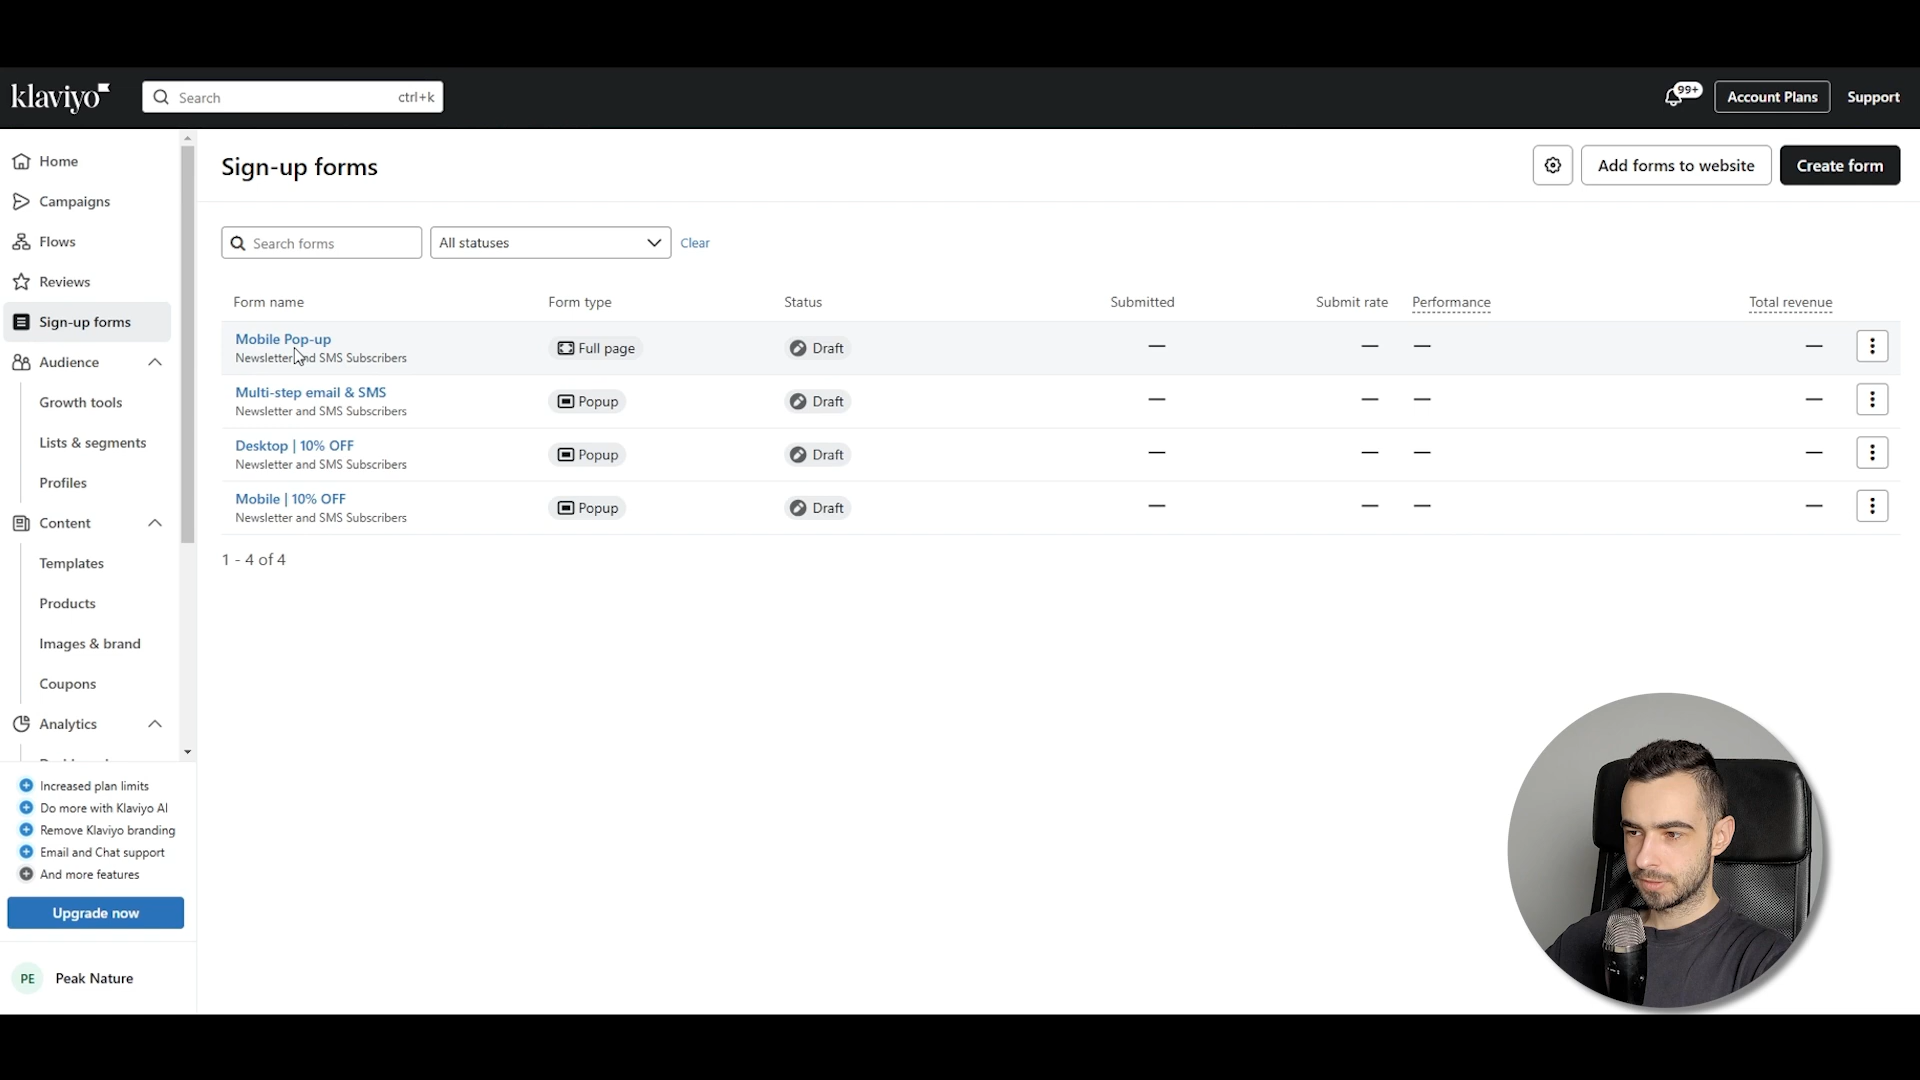 klaviyo
Search ctrl+k
99+
Account Plans
Support
Home
Campaigns
Flows
Reviews
Sign-up forms
Audience
Growth tools
Lists & segments
Profiles
Content
Templates
Products
Images & brand
Coupons
Analytics
Increased plan limits
Do more with Klaviyo AI
Remove Klaviyo branding
Email and Chat support
And more features
Upgrade now
PE Peak Nature
Sign-up forms
Add forms to website
Create form
Search forms
All statuses
Clear
Form name Form type Status Submitted Submit rate Performance Total revenue
Mobile Pop-up
Newsletter and SMS Subscribers
Full page
Draft
— — — —
Multi-step email & SMS
Newsletter and SMS Subscribers
Popup
Draft
— — — —
Desktop | 10% OFF
Newsletter and SMS Subscribers
Popup
Draft
— — — —
Mobile | 10% OFF
Newsletter and SMS Subscribers
Popup
Draft
— — — —
1 - 4 of 4